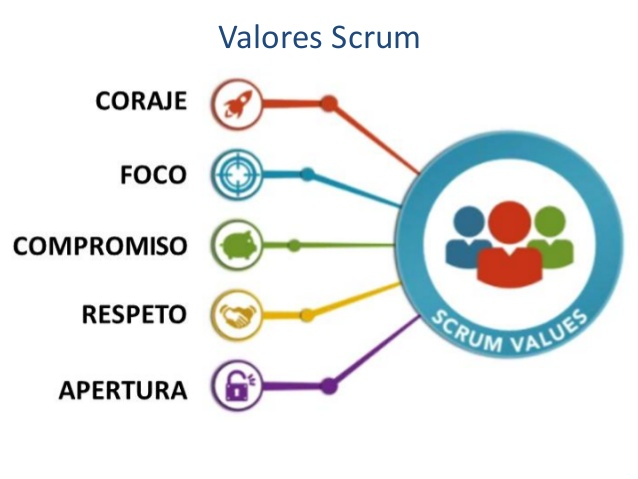 Valores Scrum
CORAJE
FOCO
COMPROMISO
RESPETO
APERTURA
SCRUM VALUES